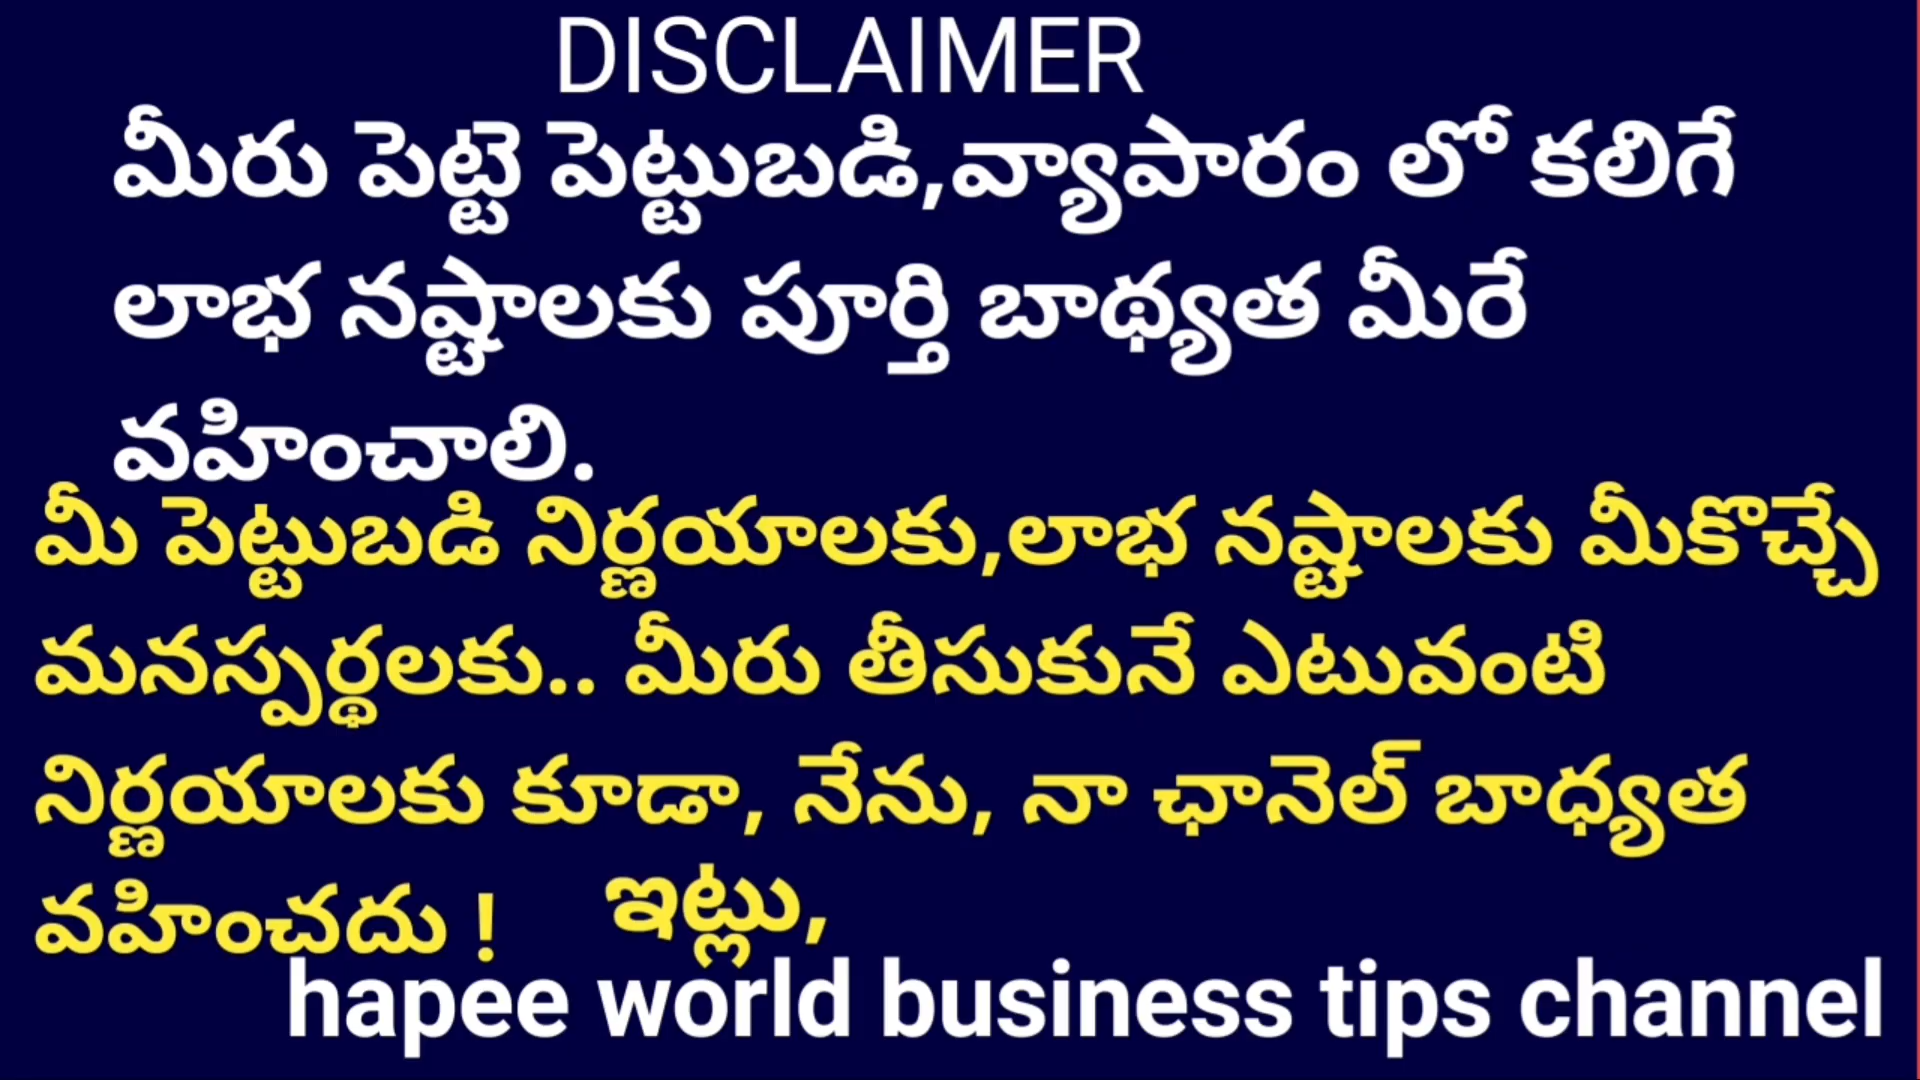 DISCLAIMER
మీరు పెట్టె పెట్టుబడి,వ్యాపారం లో కలిగే
లాభ నష్టాలకు పూర్తి బాథ్యత మీరే
వహించాలి.
మీ పెట్టుబడి నిర్ణయాలకు,లాభ నష్టాలకు మీకొచ్చే
మనస్పర్థలకు.. మీరు తీసుకునే ఎటువంటి
నిర్ణయాలకు కూడా, నేను, నా ఛానెల్ బాధ్యత
వహించదు !
ఇట్లు,
hapee world business tips channel